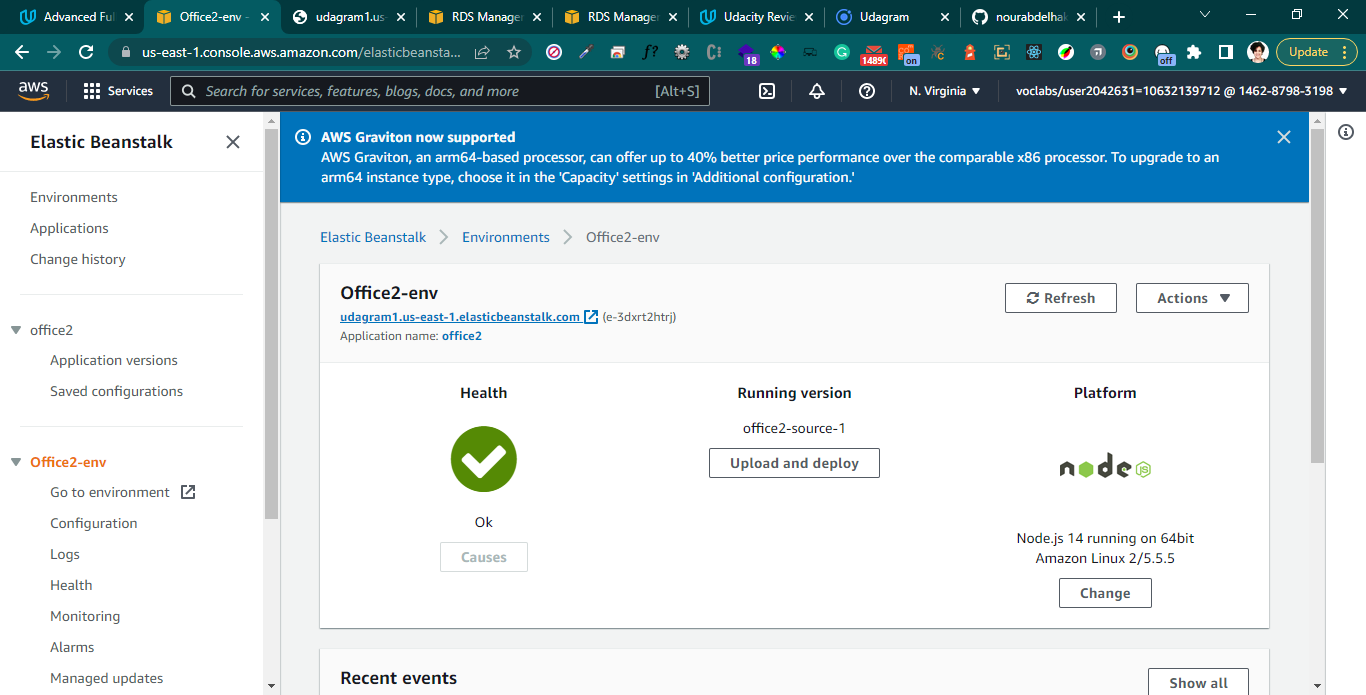 Advanced Ful
Office2-env -
udagram1.us-
RDS Manager
RDS Manager
Udacity Revie
Udagram
nourabdelhak
us-east-1.console.aws.amazon.com/elasticbeansta...
f?
18
1489
on
off
Update
aws
Services
Search for services, features, blogs, docs, and more
[Alt+S]
N. Virginia
voclabs/user2042631=10632139712 @ 1462-8798-3198
Elastic Beanstalk
Environments
Applications
Change history
office2
Application versions
Saved configurations
Office2-env
Go to environment
Configuration
Logs
Health
Monitoring
Alarms
Managed updates
AWS Graviton now supported
AWS Graviton, an arm64-based processor, can offer up to 40% better price performance over the comparable x86 processor. To upgrade to an
arm64 instance type, choose it in the 'Capacity' settings in 'Additional configuration.'
Elastic Beanstalk
Environments
Office2-env
Office2-env
udagram1.us-east-1.elasticbeanstalk.com (e-3dxrt2htrj)
Application name: office2
Refresh
Actions
Health
Ok
Causes
Running version
office2-source-1
Upload and deploy
Platform
node
JS
Node.js 14 running on 64bit
Amazon Linux 2/5.5.5
Change
Recent events
Show all